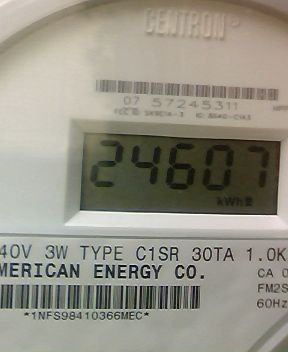 CENTRON®
07 57245311
24607
kWh
40V 3W TYPE C1SR 30TA 1.0K
MERICAN ENERGY CO.
CA 0
FM2S
60Hz
*1NFS98410366MEC*